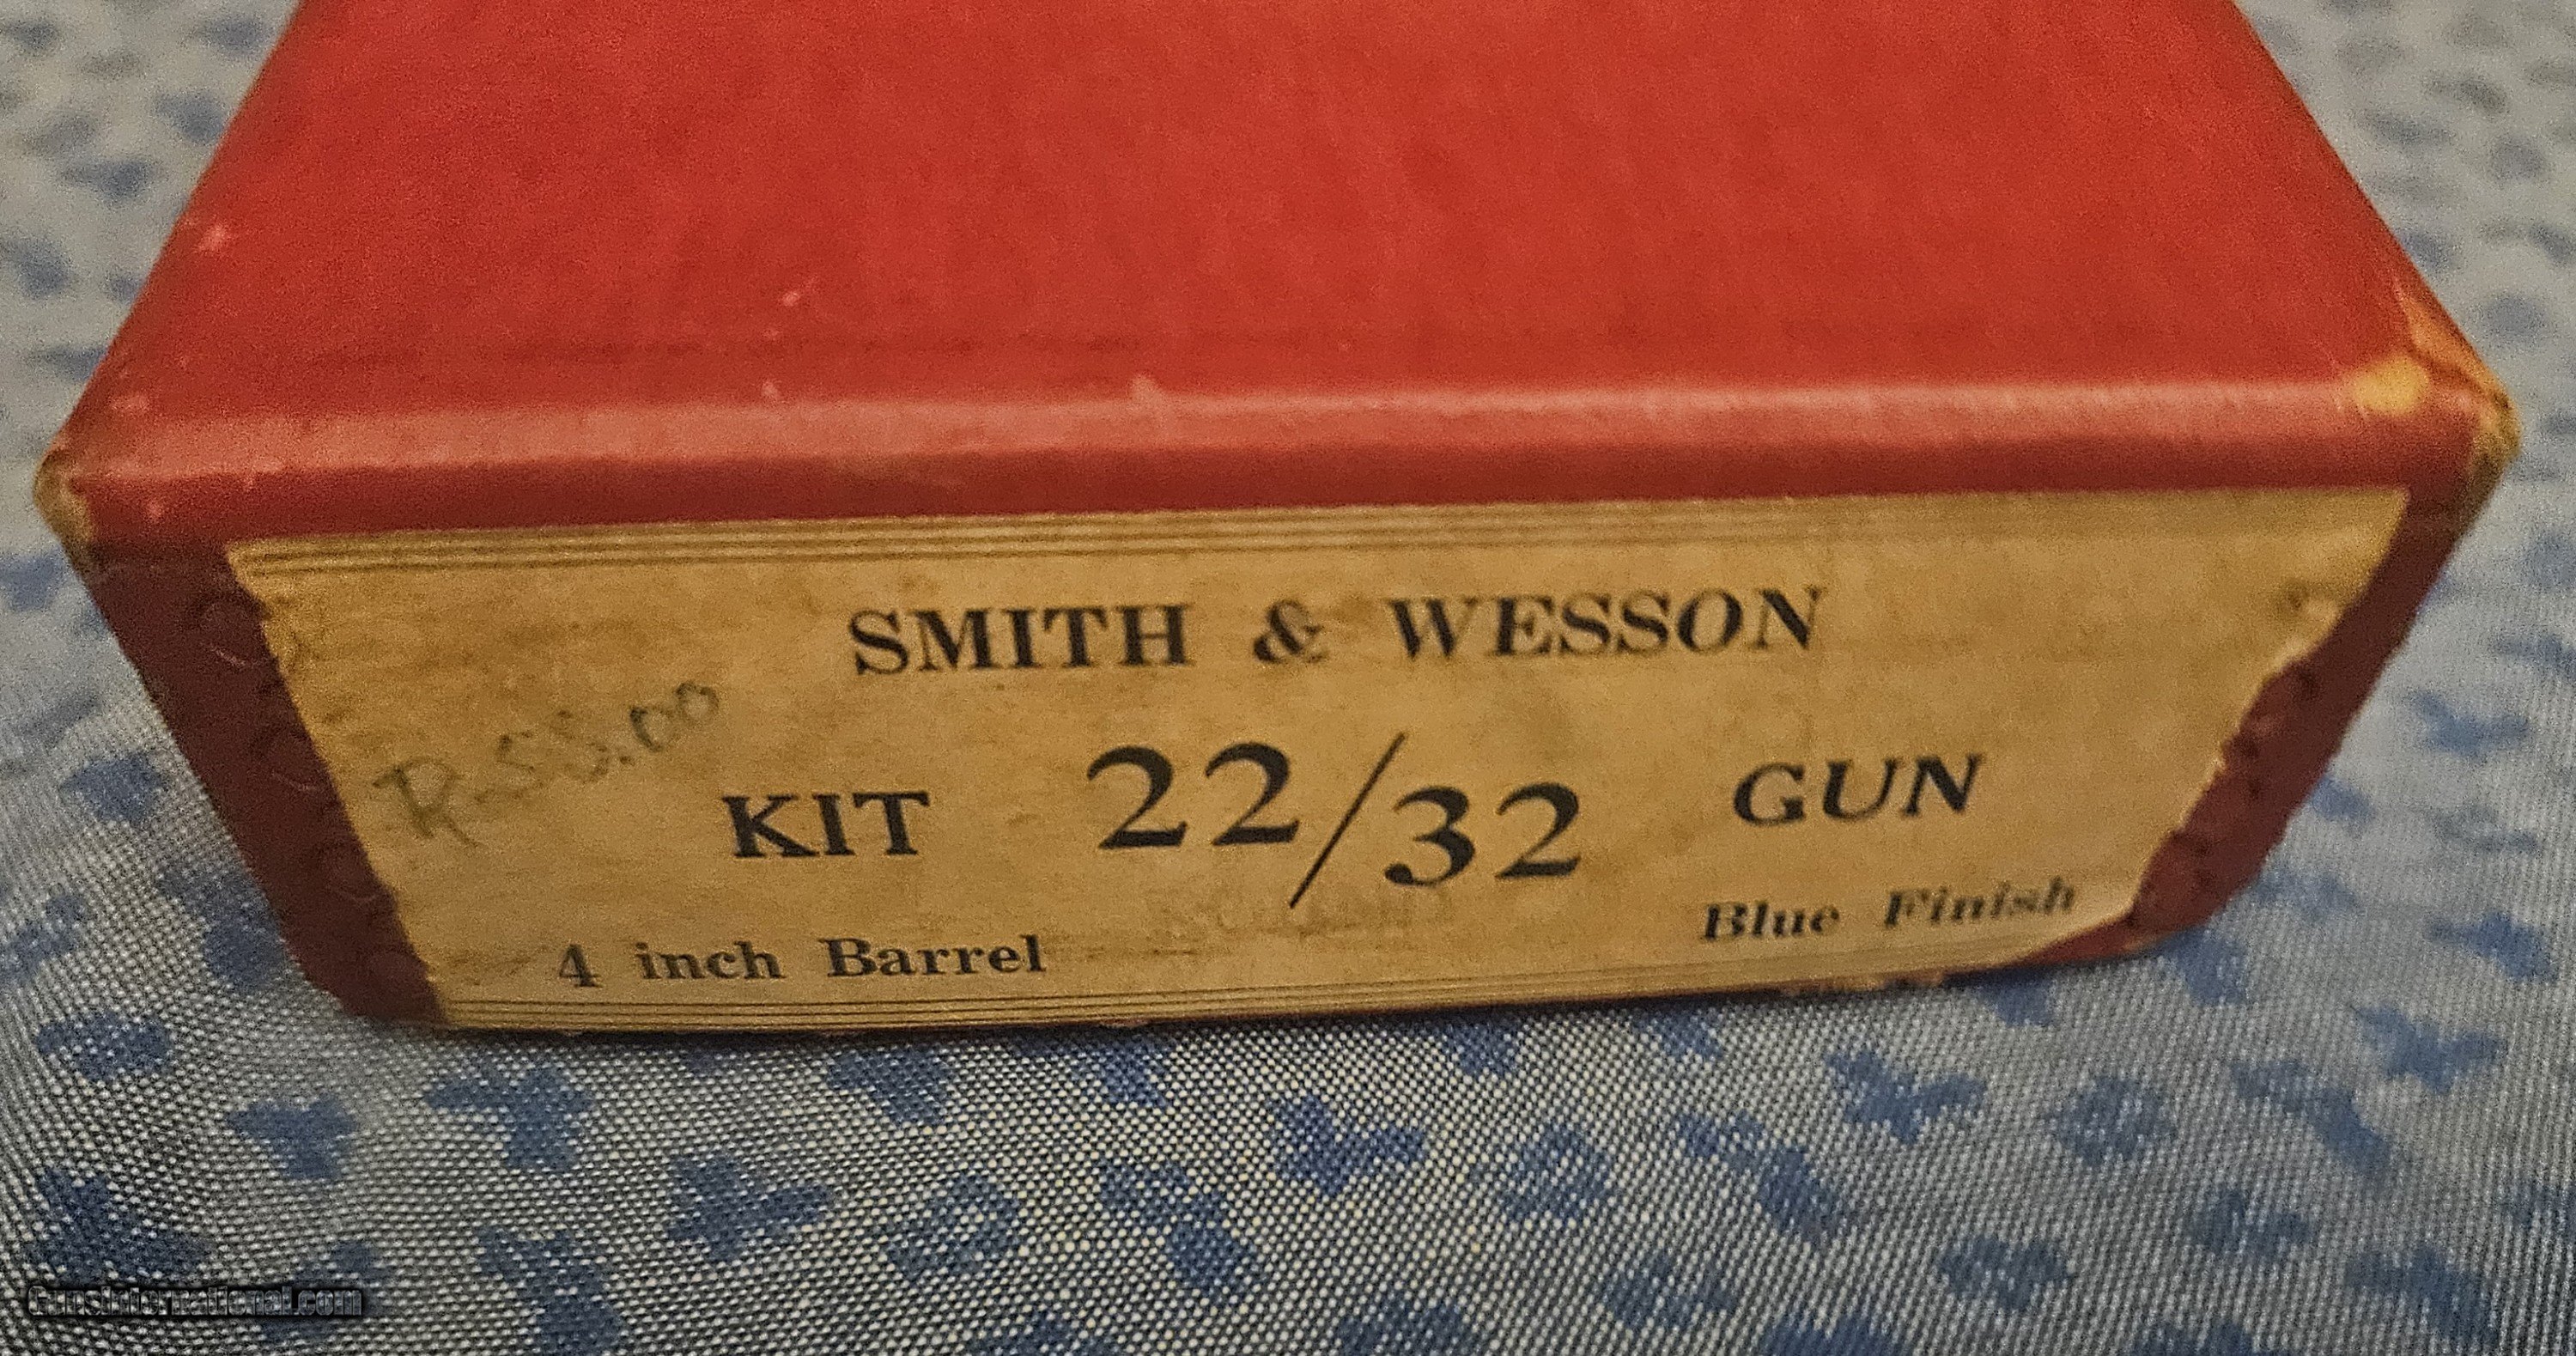 SMITH & WESSON
R-55.00
KIT 22/32 GUN
4 inch Barrel Blue Finish
GunsInternational.com